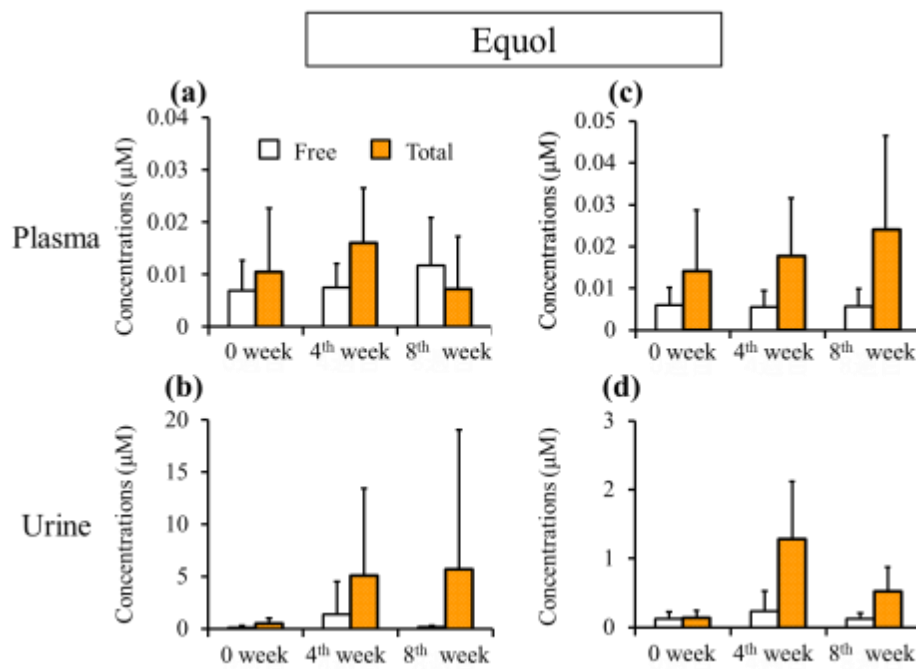 Equol
(a)
Concentrations (μM)
0.04
0.03
0.02
0.01
0
Free
Total
0 week
4th week
8th week
(c)
Concentrations (μM)
0.05
0.04
0.03
0.02
0.01
0
0 week
4th week
8th week
Plasma
(b)
Concentrations (μM)
20
15
10
5
0
0 week
4th week
8th week
(d)
Concentrations (μM)
3
2
1
0
0 week
4th week
8th week
Urine